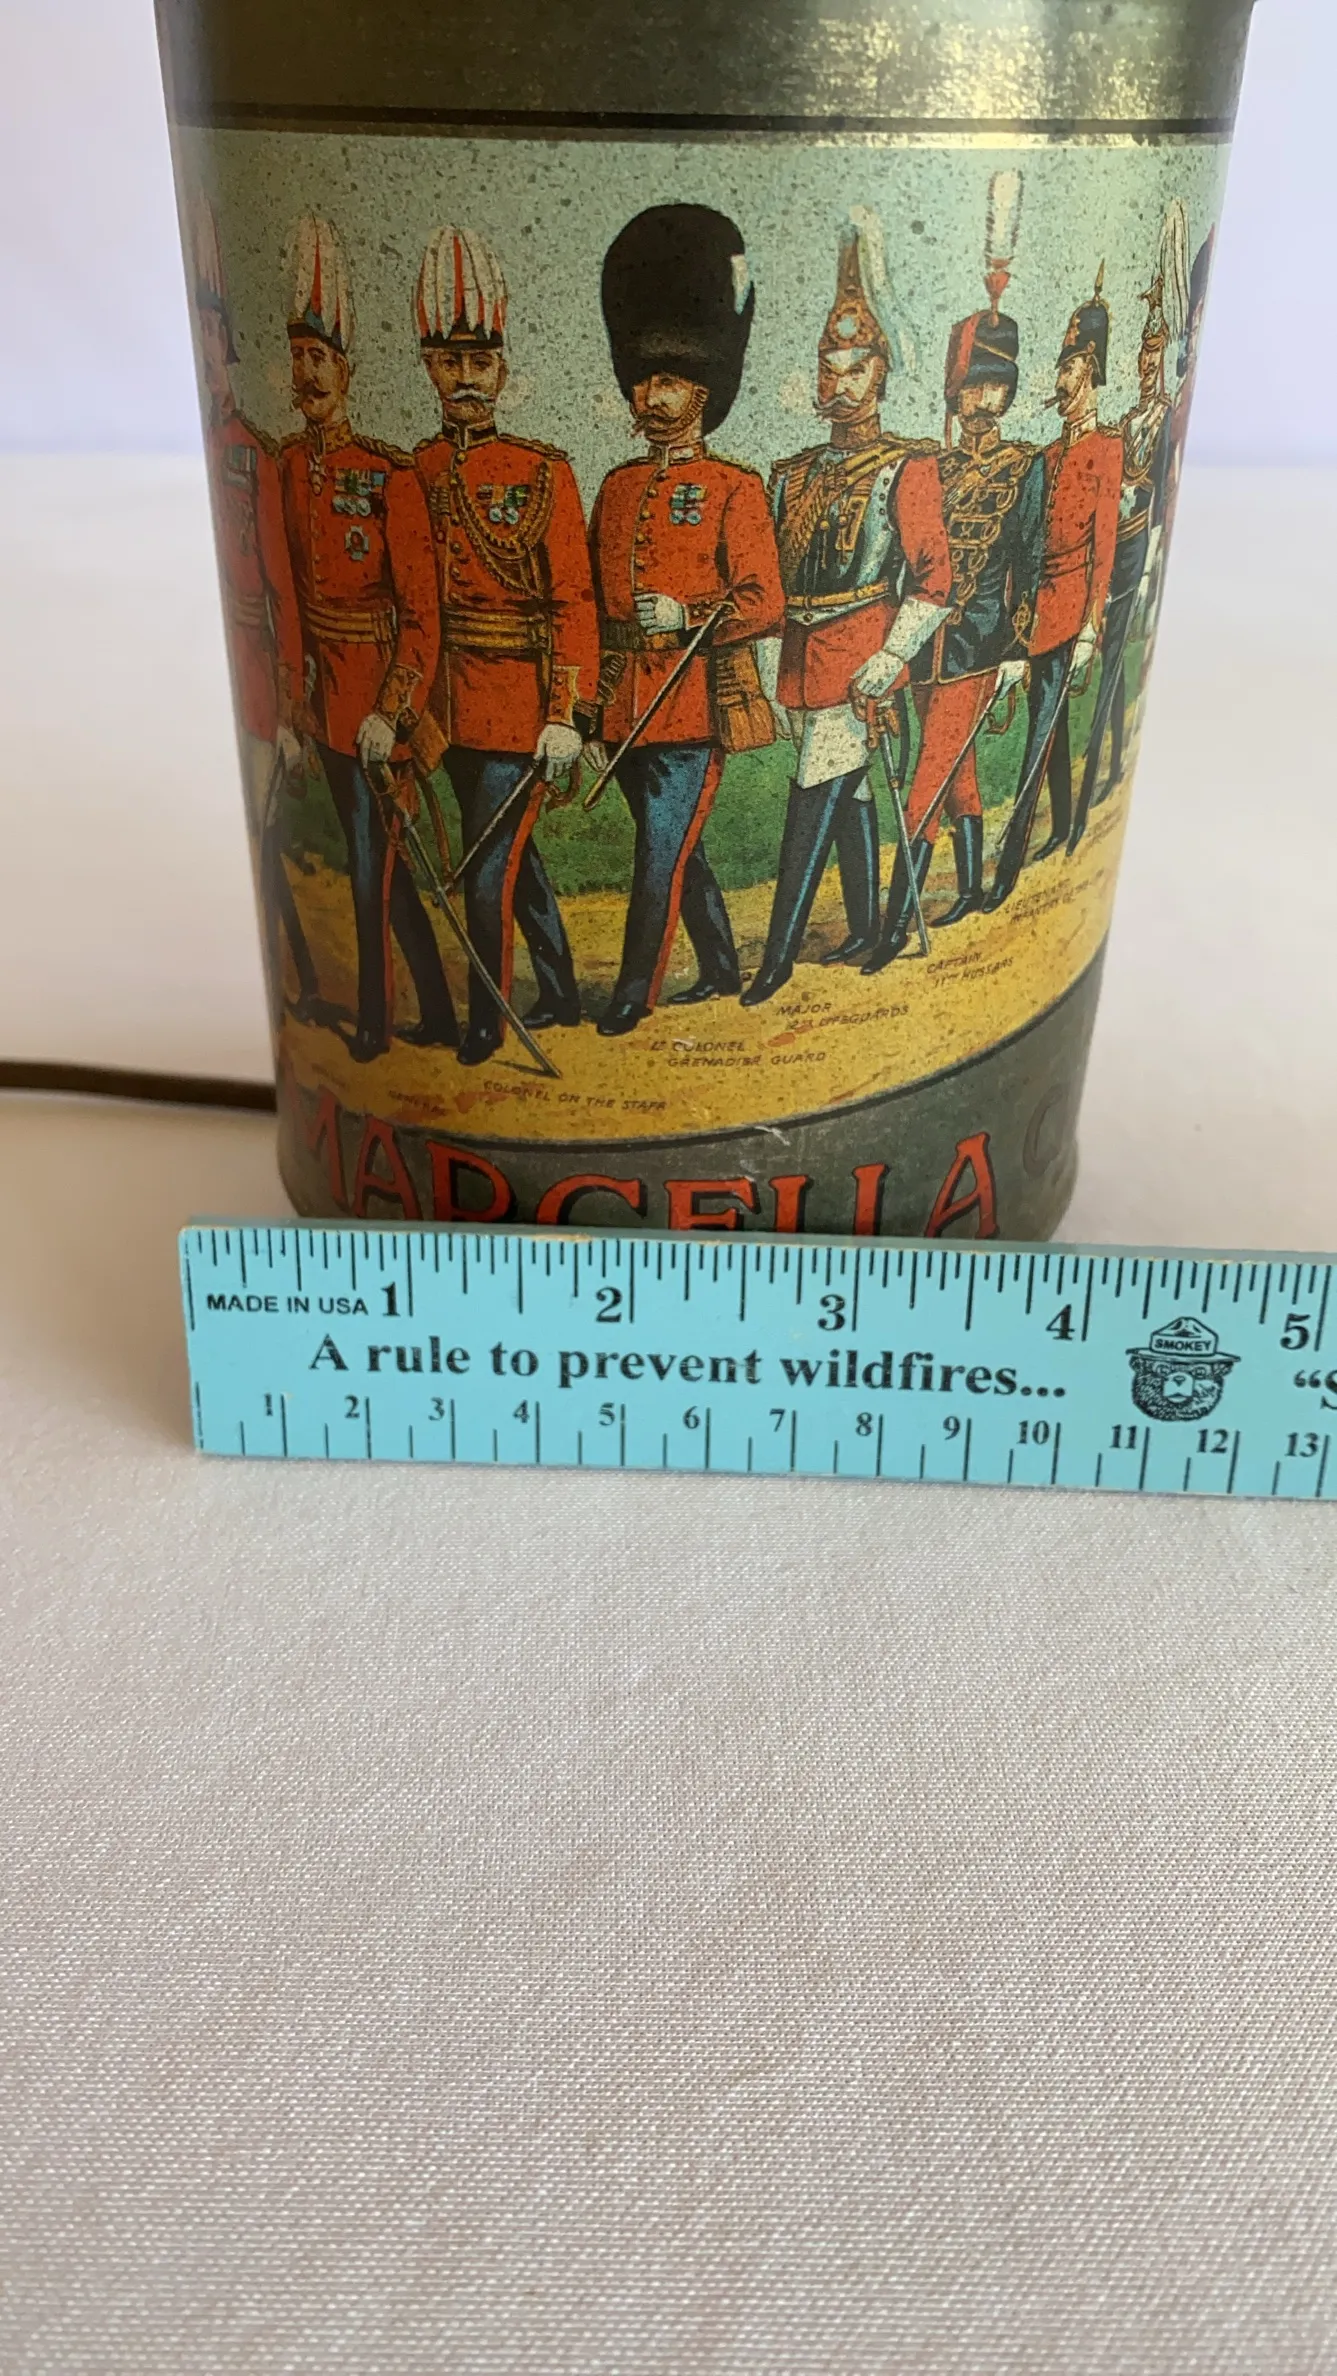 LIEUTENANT
CAPTAIN
11TH HUSSARS
MAJOR
2ND LIFEGUARDS
LT COLONEL
GRENADIER GUARD
COLONEL ON THE STAFF
GENERAL
MARCELLA C
MADE IN USA 1 2 3 4 5
SMOKEY
A rule to prevent wildfires... “S
1 2 3 4 5 6 7 8 9 10 11 12 13